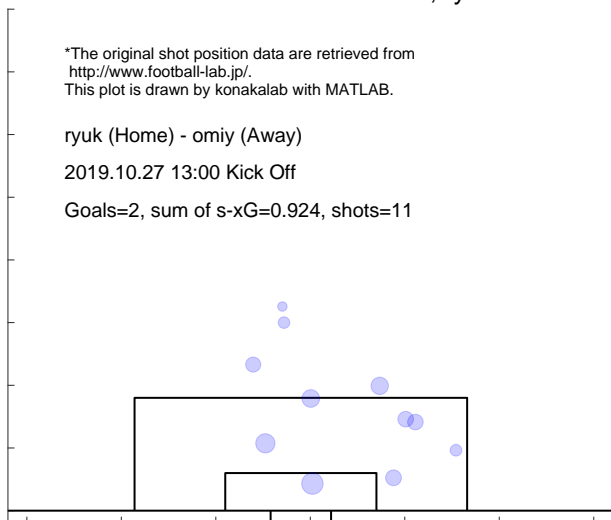 *The original shot position data are retrieved from
http://www.football-lab.jp/.
This plot is drawn by konakalab with MATLAB.
ryuk (Home) - omiy (Away)
2019.10.27 13:00 Kick Off
Goals=2, sum of s-xG=0.924, shots=11